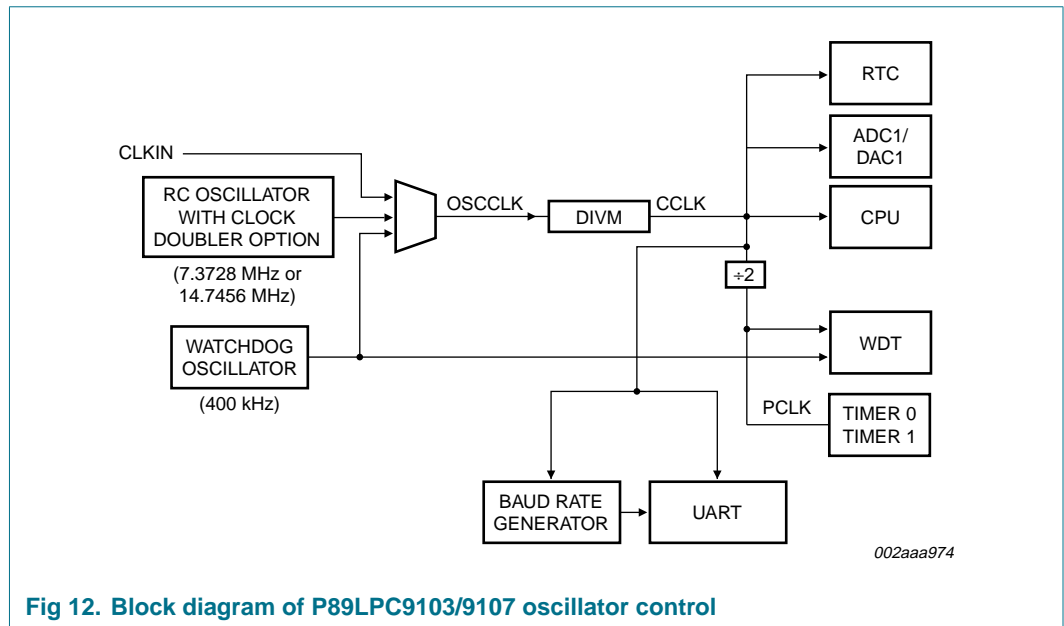 RTC
ADC1/
DAC1
CLKIN
RC OSCILLATOR
WITH CLOCK
DOUBLER OPTION
OSCCLK
DIVM
CCLK
CPU
(7.3728 MHz or
14.7456 MHz)
÷2
WATCHDOG
OSCILLATOR
WDT
(400 kHz)
PCLK
TIMER 0
TIMER 1
BAUD RATE
GENERATOR
UART
002aaa974
Fig 12. Block diagram of P89LPC9103/9107 oscillator control